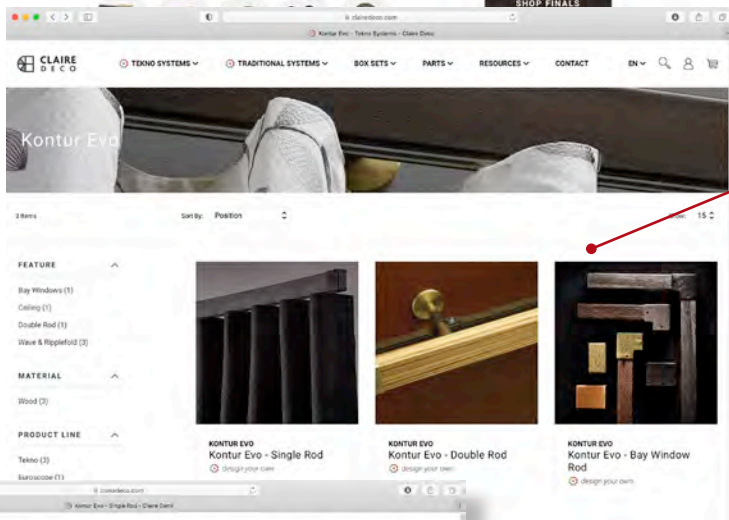 SHOP FINALS
clairedeco.com
Kontur Evo - Tekno Systems - Claire Deco
CLAIRE
DECO
TEKNO SYSTEMS
TRADITIONAL SYSTEMS
BOX SETS
PARTS
RESOURCES
CONTACT
EN
Kontur Evo
3 Items
Sort By: Position
15
FEATURE
Bay Windows (1)
Ceiling (1)
Double Rod (1)
Wave & Ripplefold (3)
MATERIAL
Wood (3)
PRODUCT LINE
Tekno (3)
Euroscope (1)
KONTUR EVO
Kontur Evo - Single Rod
design your own
KONTUR EVO
Kontur Evo - Double Rod
design your own
KONTUR EVO
Kontur Evo - Bay Window
Rod
design your own
clairedeco.com
Kontur Evo - Single Rod - Claire Deco